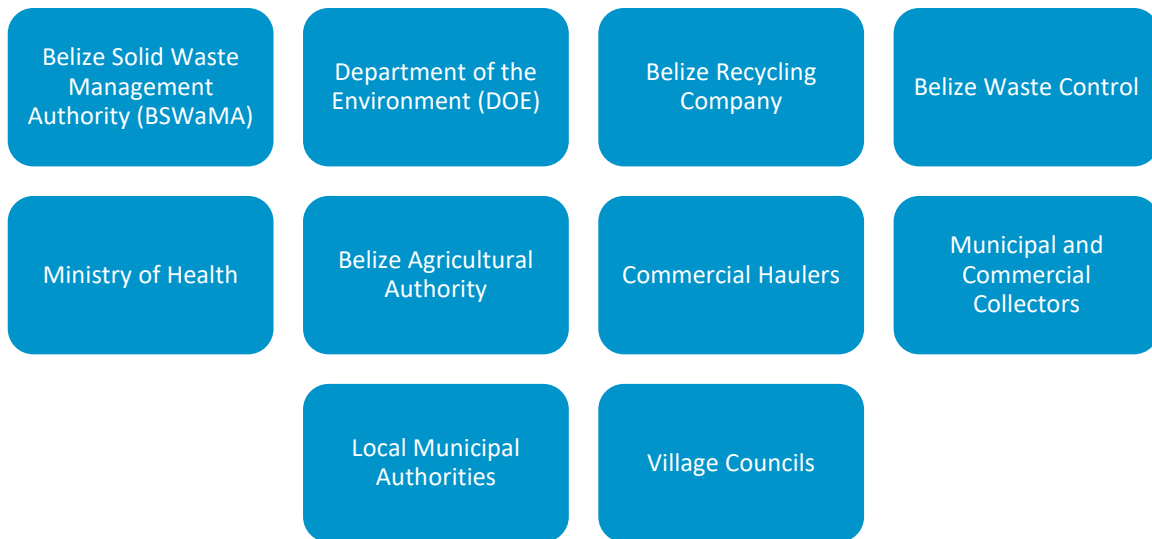 Belize Solid Waste
Management
Authority (BSWaMA)
Department of the
Environment (DOE)
Belize Recycling
Company
Belize Waste Control
Ministry of Health
Belize Agricultural
Authority
Commercial Haulers
Municipal and
Commercial
Collectors
Local Municipal
Authorities
Village Councils